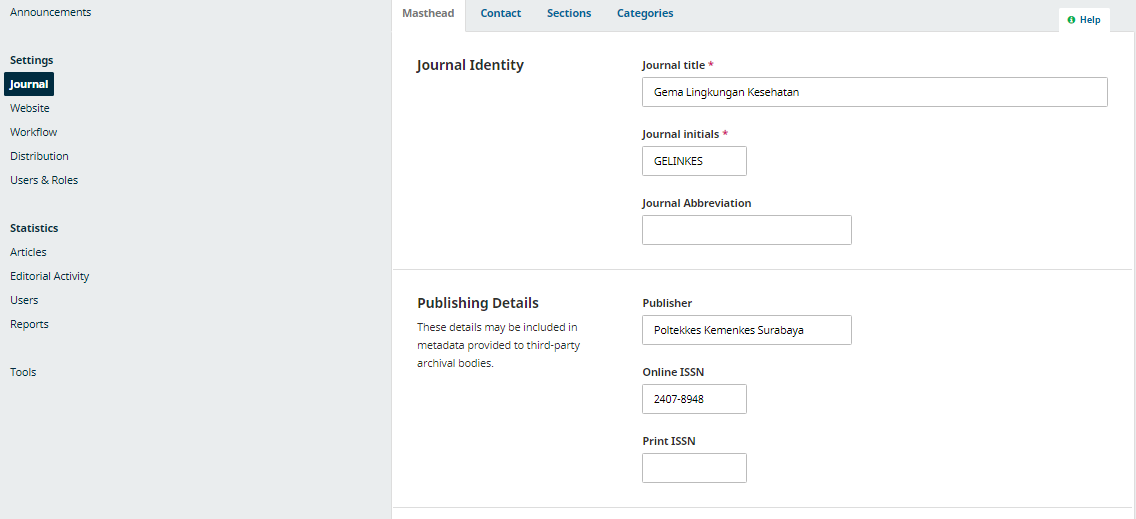 Announcements
Settings
Journal
Website
Workflow
Distribution
Users & Roles
Statistics
Articles
Editorial Activity
Users
Reports
Tools
Masthead
Contact
Sections
Categories
Help
Journal Identity
Journal title *
Gema Lingkungan Kesehatan
Journal initials *
GELINKES
Journal Abbreviation
Publishing Details
These details may be included in
metadata provided to third-party
archival bodies.
Publisher
Poltekkes Kemenkes Surabaya
Online ISSN
2407-8948
Print ISSN